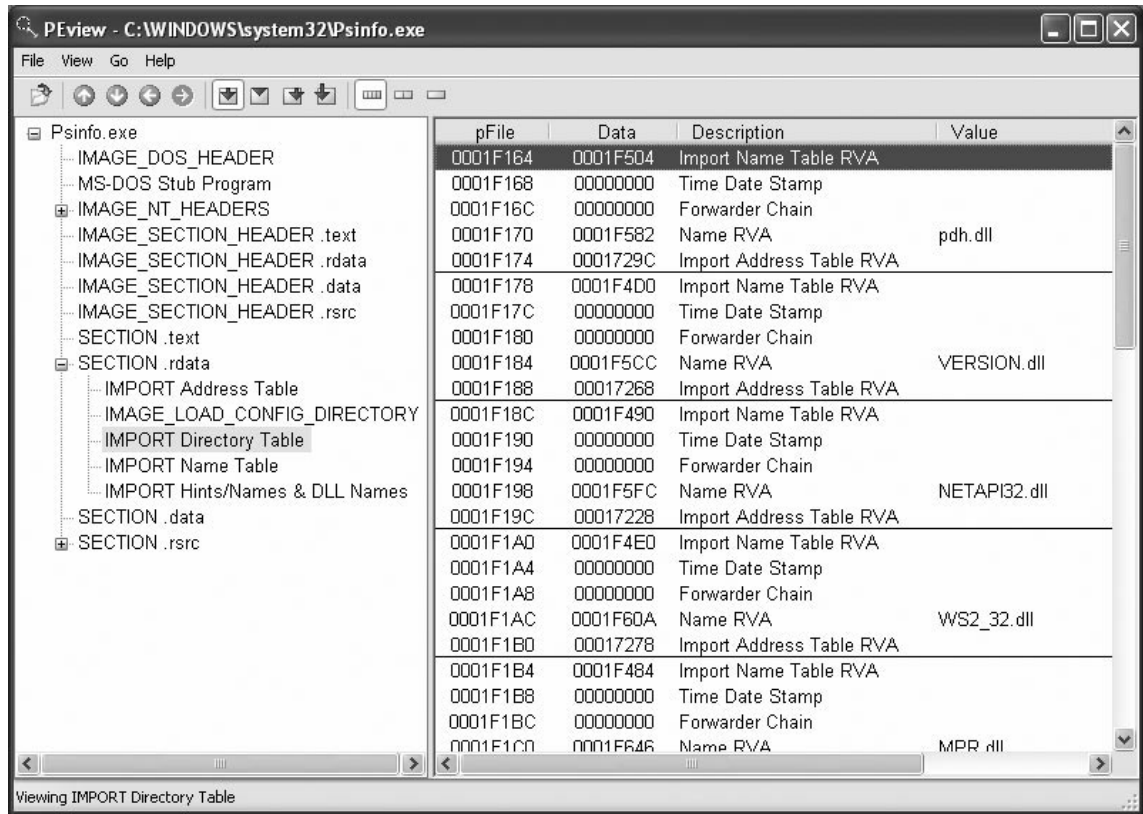 PEview - C:\WINDOWS\system32\Psinfo.exe
File View Go Help
Psinfo.exe
IMAGE_DOS_HEADER
MS-DOS Stub Program
IMAGE_NT_HEADERS
IMAGE_SECTION_HEADER .text
IMAGE_SECTION_HEADER .rdata
IMAGE_SECTION_HEADER .data
IMAGE_SECTION_HEADER .rsrc
SECTION .text
SECTION .rdata
IMPORT Address Table
IMAGE_LOAD_CONFIG_DIRECTORY
IMPORT Directory Table
IMPORT Name Table
IMPORT Hints/Names & DLL Names
SECTION .data
SECTION .rsrc
pFile Data Description Value
0001F164 0001F504 Import Name Table RVA
0001F168 00000000 Time Date Stamp
0001F16C 00000000 Forwarder Chain
0001F170 0001F582 Name RVA pdh.dll
0001F174 0001729C Import Address Table RVA
0001F178 0001F4D0 Import Name Table RVA
0001F17C 00000000 Time Date Stamp
0001F180 00000000 Forwarder Chain
0001F184 0001F5CC Name RVA VERSION.dll
0001F188 00017268 Import Address Table RVA
0001F18C 0001F490 Import Name Table RVA
0001F190 00000000 Time Date Stamp
0001F194 00000000 Forwarder Chain
0001F198 0001F5FC Name RVA NETAPI32.dll
0001F19C 00017228 Import Address Table RVA
0001F1A0 0001F4E0 Import Name Table RVA
0001F1A4 00000000 Time Date Stamp
0001F1A8 00000000 Forwarder Chain
0001F1AC 0001F60A Name RVA WS2_32.dll
0001F1B0 00017278 Import Address Table RVA
0001F1B4 0001F484 Import Name Table RVA
0001F1B8 00000000 Time Date Stamp
0001F1BC 00000000 Forwarder Chain
0001F1C0 0001F646 Name RVA MPR.dll
Viewing IMPORT Directory Table